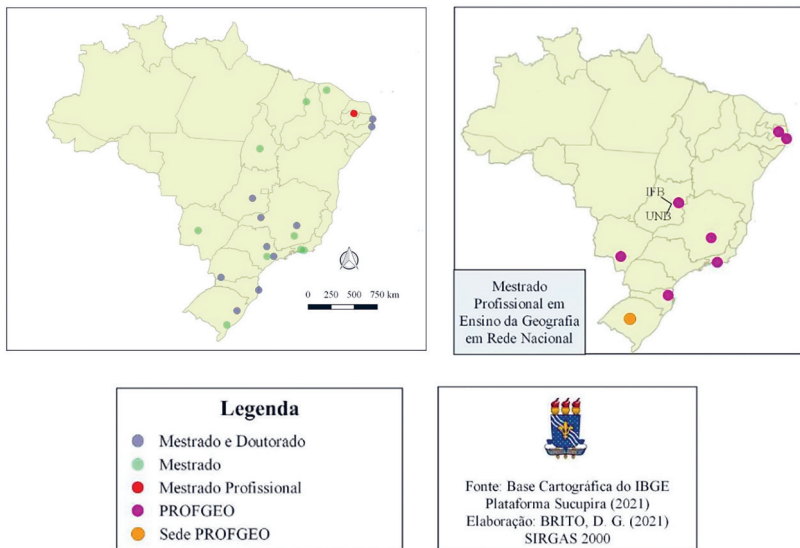 0 250 500 750 km
IFB
UNB
Mestrado
Profissional em
Ensino da Geografia
em Rede Nacional
Legenda
Mestrado e Doutorado
Mestrado
Mestrado Profissional
PROFGEO
Sede PROFGEO
Fonte: Base Cartográfica do IBGE
Plataforma Sucupira (2021)
Elaboração: BRITO, D. G. (2021)
SIRGAS 2000